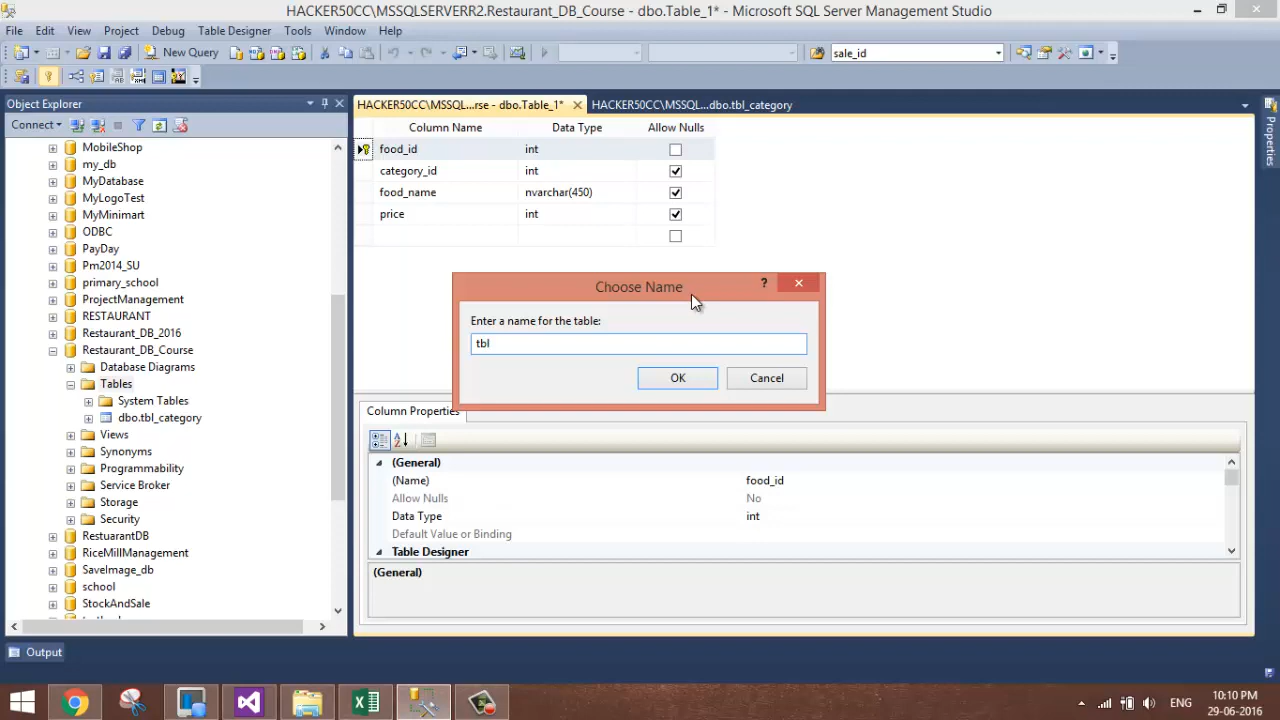 HACKER50CC\MSSQLSERVERR2.Restaurant_DB_Course - dbo.Table_1* - Microsoft SQL Server Management Studio
File Edit View Project Debug Table Designer Tools Window Help
New Query
sale_id
Object Explorer
HACKER50CC\MSSQL...rse - dbo.Table_1*
HACKER50CC\MSSQL...dbo.tbl_category
Properties
Connect
Column Name Data Type Allow Nulls
food_id int
category_id int
food_name nvarchar(450)
price int
MobileShop
my_db
MyDatabase
MyLogoTest
MyMinimart
ODBC
PayDay
Pm2014_SU
primary_school
ProjectManagement
RESTAURANT
Restaurant_DB_2016
Restaurant_DB_Course
Database Diagrams
Tables
System Tables
dbo.tbl_category
Views
Synonyms
Programmability
Service Broker
Storage
Security
RestuarantDB
RiceMillManagement
SaveImage_db
school
StockAndSale
Choose Name
?
Enter a name for the table:
tbl
OK Cancel
Column Properties
(General)
(Name) food_id
Allow Nulls No
Data Type int
Default Value or Binding
Table Designer
(General)
Output
ENG
10:10 PM
29-06-2016